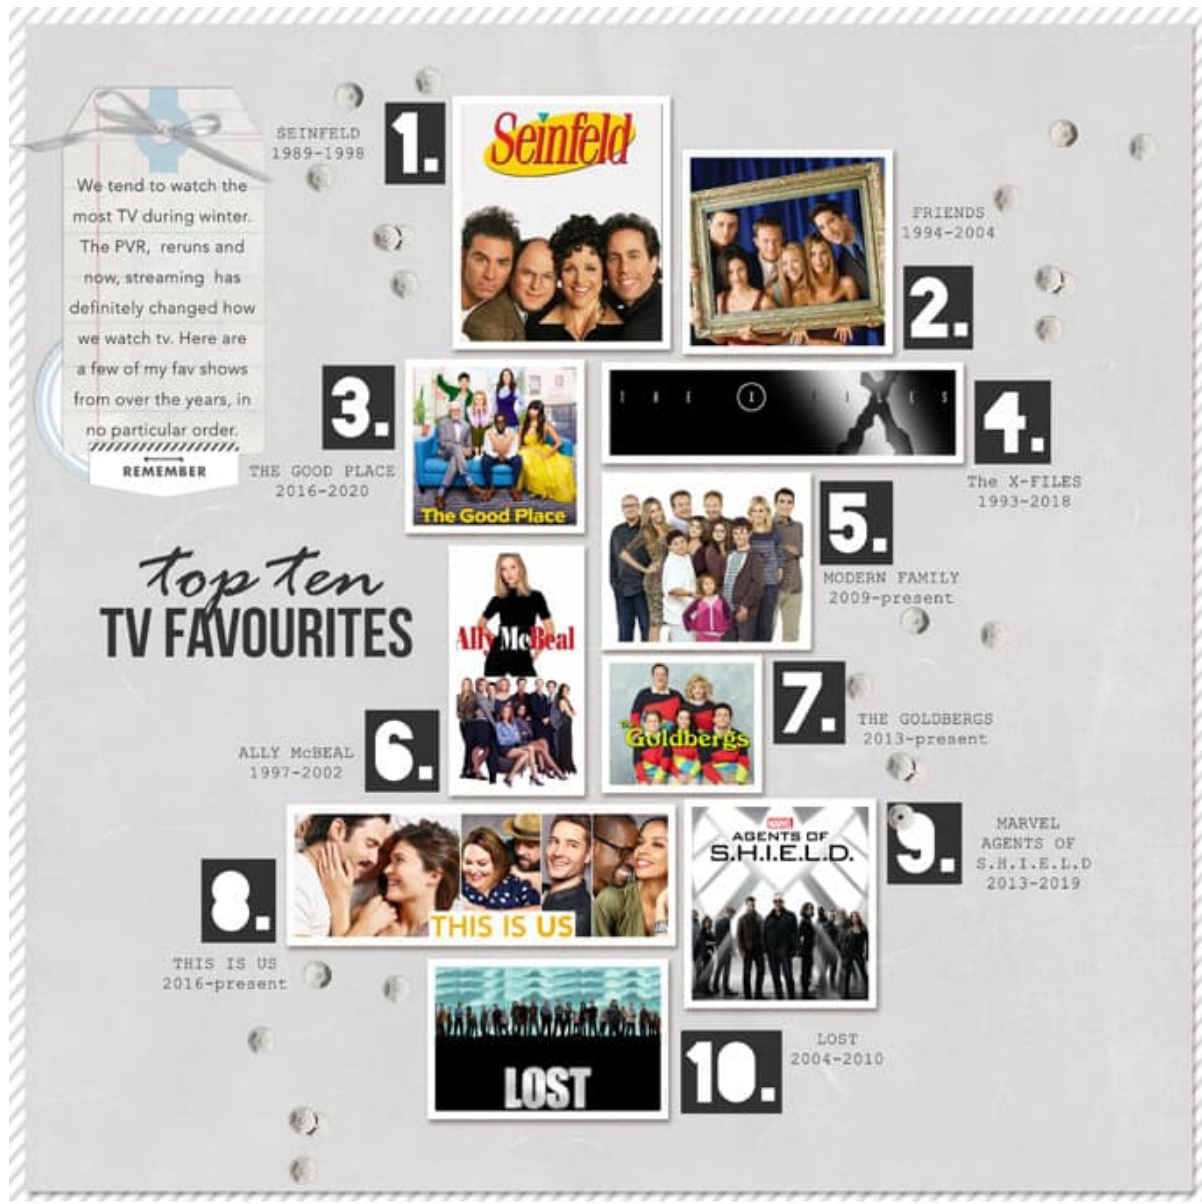 We tend to watch the
most TV during winter.
The PVR, reruns and
now, streaming has
definitely changed how
we watch tv. Here are
a few of my fav shows
from over the years, in
no particular order.
REMEMBER
top ten
TV FAVOURITES
SEINFELD
1989-1998
1.
Seinfeld
FRIENDS
1994-2004
2.
3.
THE GOOD PLACE
2016-2020
The Good Place
THE X FILES
4.
The X-FILES
1993-2018
5.
MODERN FAMILY
2009-present
Ally McBeal
6.
ALLY McBEAL
1997-2002
The
Goldbergs
7.
THE GOLDBERGS
2013-present
8.
THIS IS US
2016-present
THIS IS US
MARVEL
AGENTS OF
S.H.I.E.L.D.
9.
MARVEL
AGENTS OF
S.H.I.E.L.D
2013-2019
LOST
10.
LOST
2004-2010